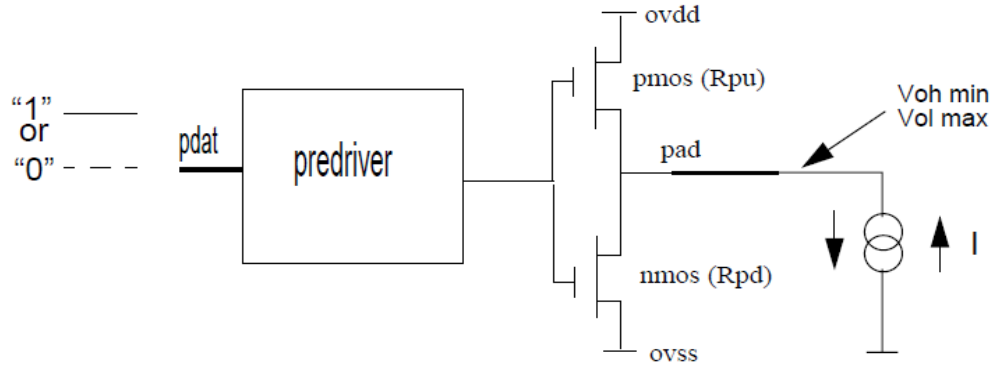 ovdd
pmos (Rpu)
Voh min
Vol max
“1”
or
“0”
pdat
predriver
pad
nmos (Rpd)
I
ovss